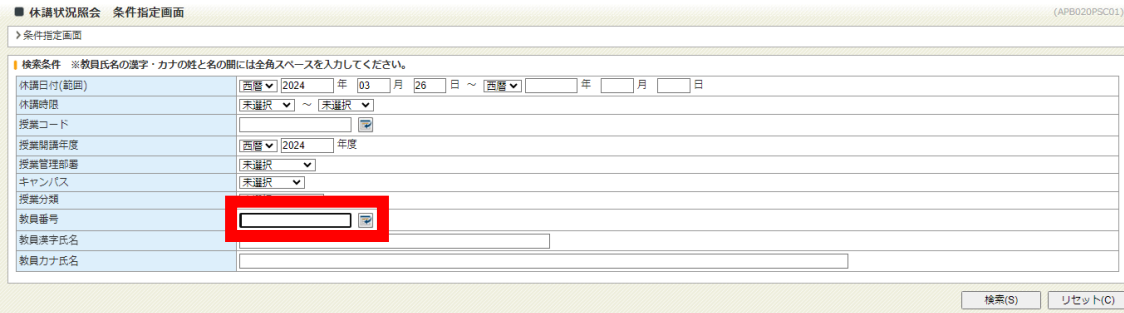 ■ 休講状況照会　条件指定画面 (APB020PSC01)
>条件指定画面
検索条件　※教員氏名の漢字・カナの姓と名の間には全角スペースを入力してください。
休講日付(範囲) 西暦 2024 年 03 月 26 日 ～ 西暦 年 月 日
休講時限 未選択 ～ 未選択
授業コード
授業開講年度 西暦 2024 年度
授業管理部署 未選択
キャンパス 未選択
授業分類
教員番号
教員漢字氏名
教員カナ氏名
検索(S) リセット(C)